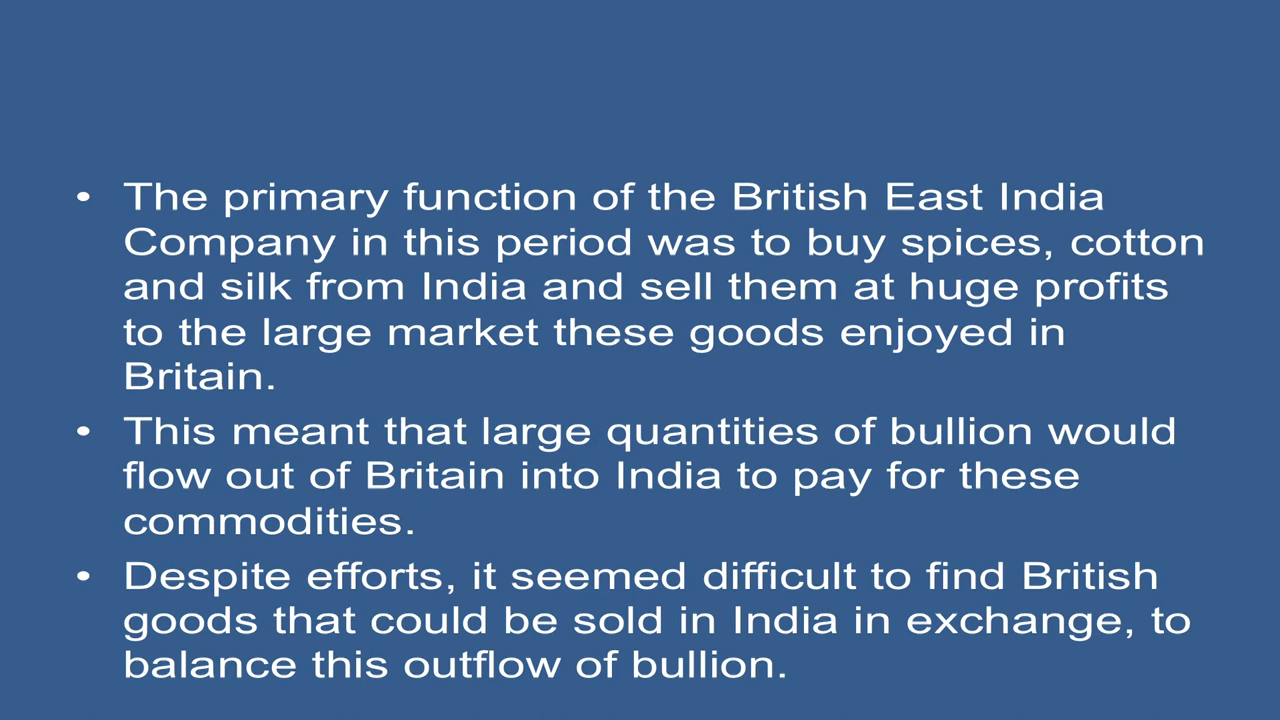 • The primary function of the British East India
Company in this period was to buy spices, cotton
and silk from India and sell them at huge profits
to the large market these goods enjoyed in
Britain.
• This meant that large quantities of bullion would
flow out of Britain into India to pay for these
commodities.
• Despite efforts, it seemed difficult to find British
goods that could be sold in India in exchange, to
balance this outflow of bullion.